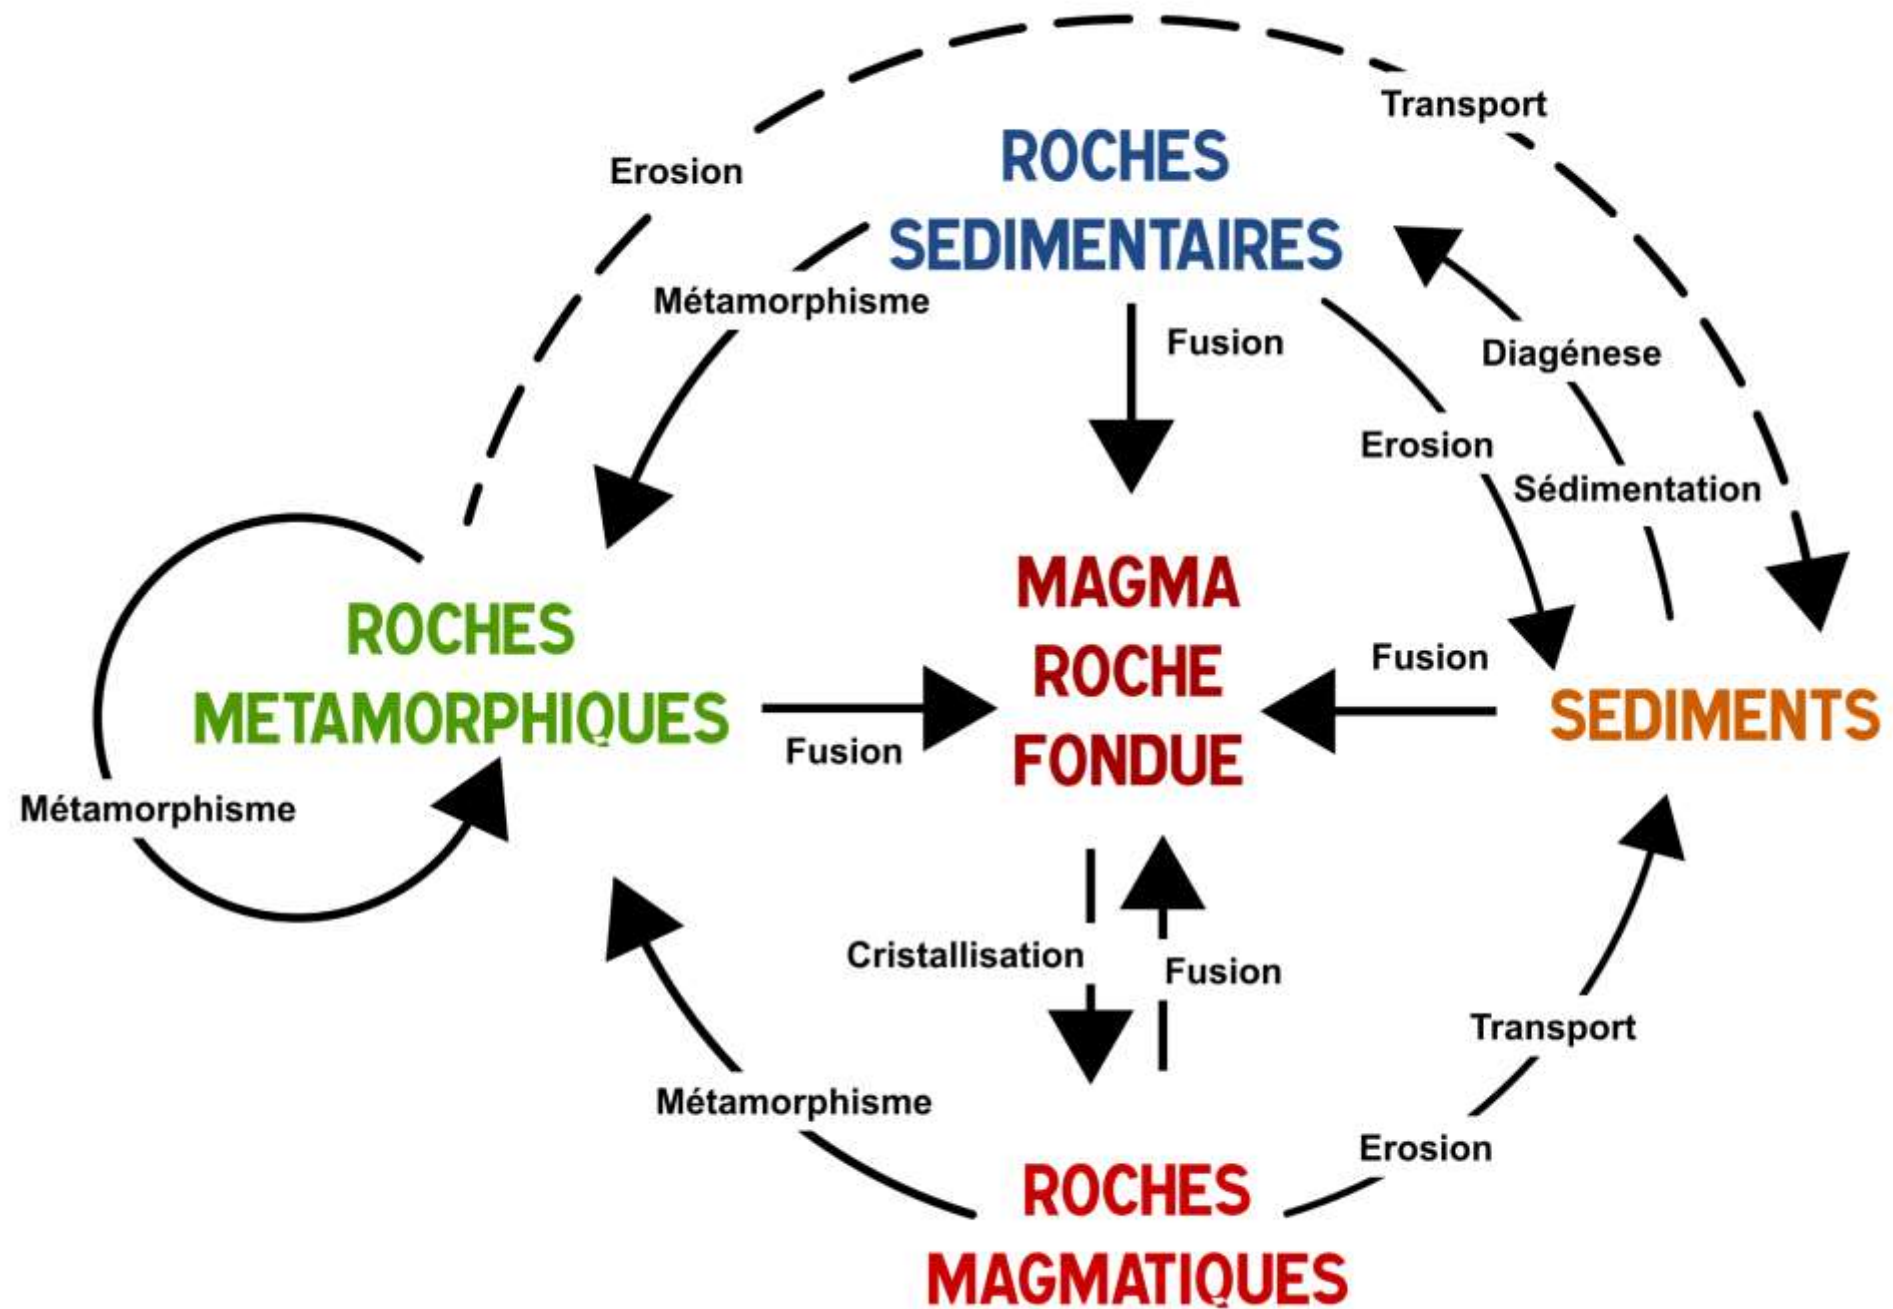 Transport
Erosion
ROCHES
SEDIMENTAIRES
Métamorphisme
Fusion
Diagénese
Erosion
Sédimentation
MAGMA
ROCHE
FONDUE
ROCHES
METAMORPHIQUES
Fusion
Fusion
SEDIMENTS
Métamorphisme
Cristallisation
Fusion
Transport
Métamorphisme
Erosion
ROCHES
MAGMATIQUES